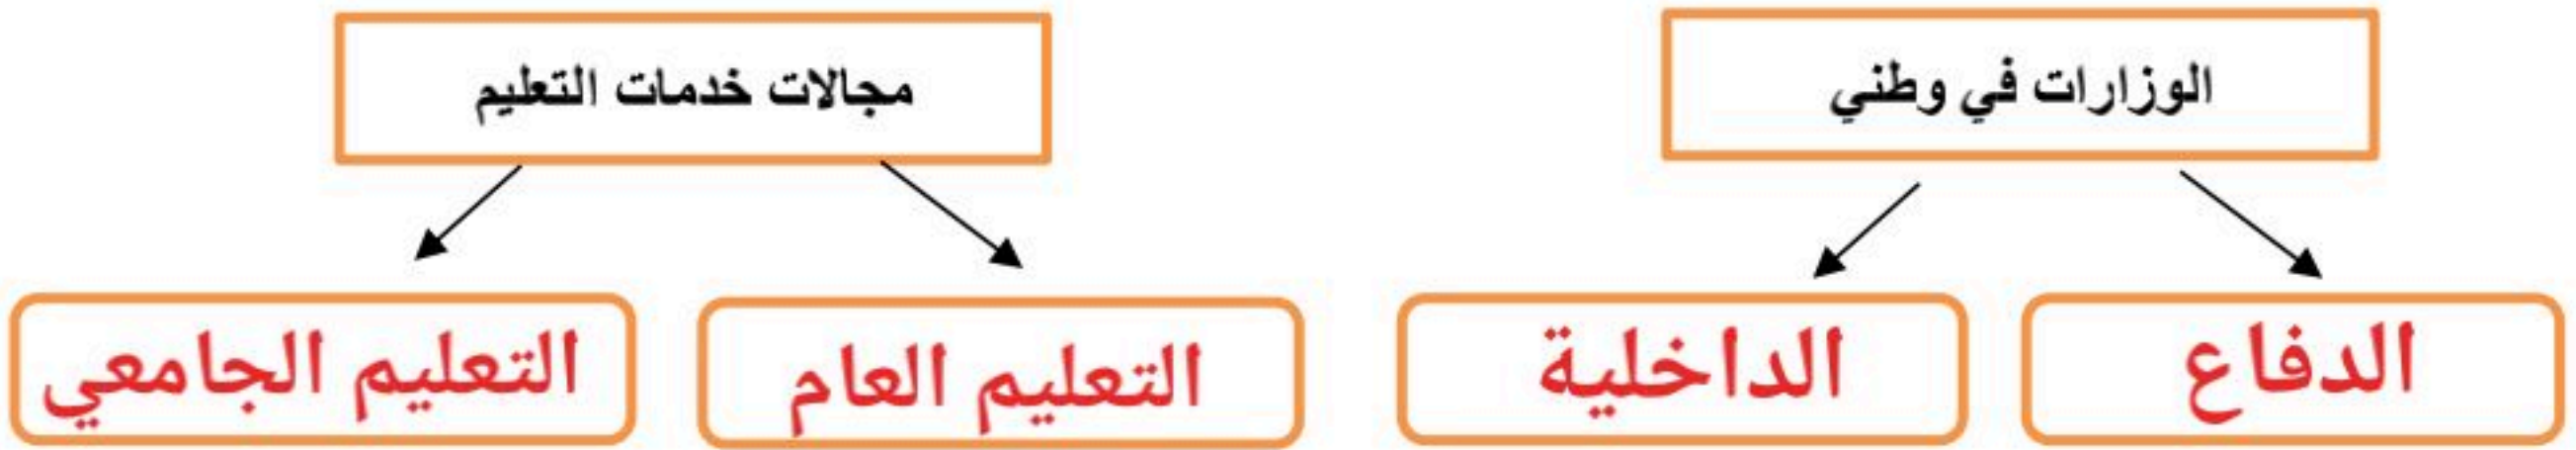 الوزارات في وطني
مجالات خدمات التعليم
الدفاع
الداخلية
التعليم العام
التعليم الجامعي